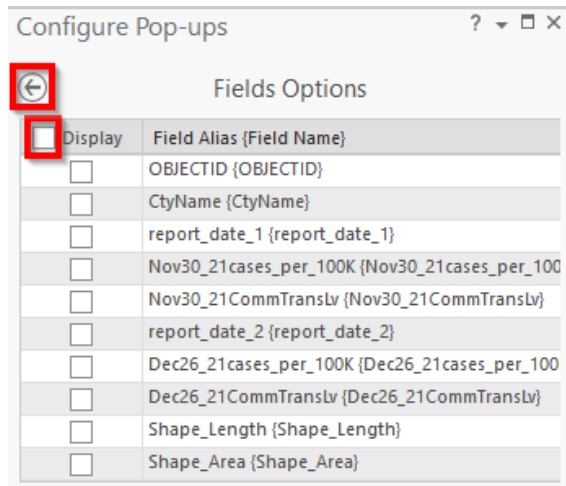 Configure Pop-ups
?
Fields Options
Display Field Alias {Field Name}
OBJECTID {OBJECTID}
CtyName {CtyName}
report_date_1 {report_date_1}
Nov30_21cases_per_100K {Nov30_21cases_per_100
Nov30_21CommTransLv {Nov30_21CommTransLv}
report_date_2 {report_date_2}
Dec26_21cases_per_100K {Dec26_21cases_per_100
Dec26_21CommTransLv {Dec26_21CommTransLv}
Shape_Length {Shape_Length}
Shape_Area {Shape_Area}